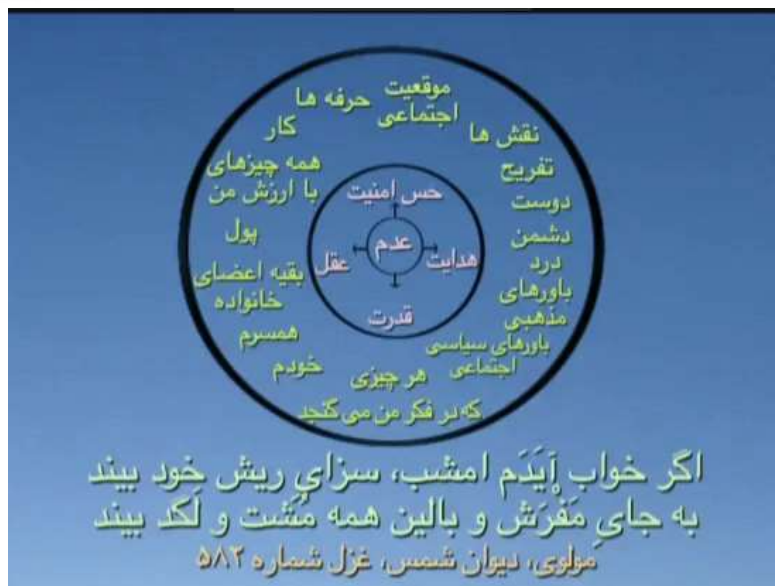 موقعیت
اجتماعی
حرفه ها
نقش ها
کار
تفریح
همه چیزهای
با ارزش من
دوست
حس امنیت
پول
دشمن
عدم
هدایت
عقل
درد
بقیه اعضای
خانواده
باورهای
مذهبی
قدرت
همسرم
باورهای سیاسی
اجتماعی
خودم
هر چیزی
که در فکر من می گنجد
اگر خواب آیَدَم امشب، سزایِ ریش خود بیند
به جایِ مَفْرَش و بالین همه مُشت و لَگد بیند
مولوی، دیوان شمس، غزل شماره ۵۸۲